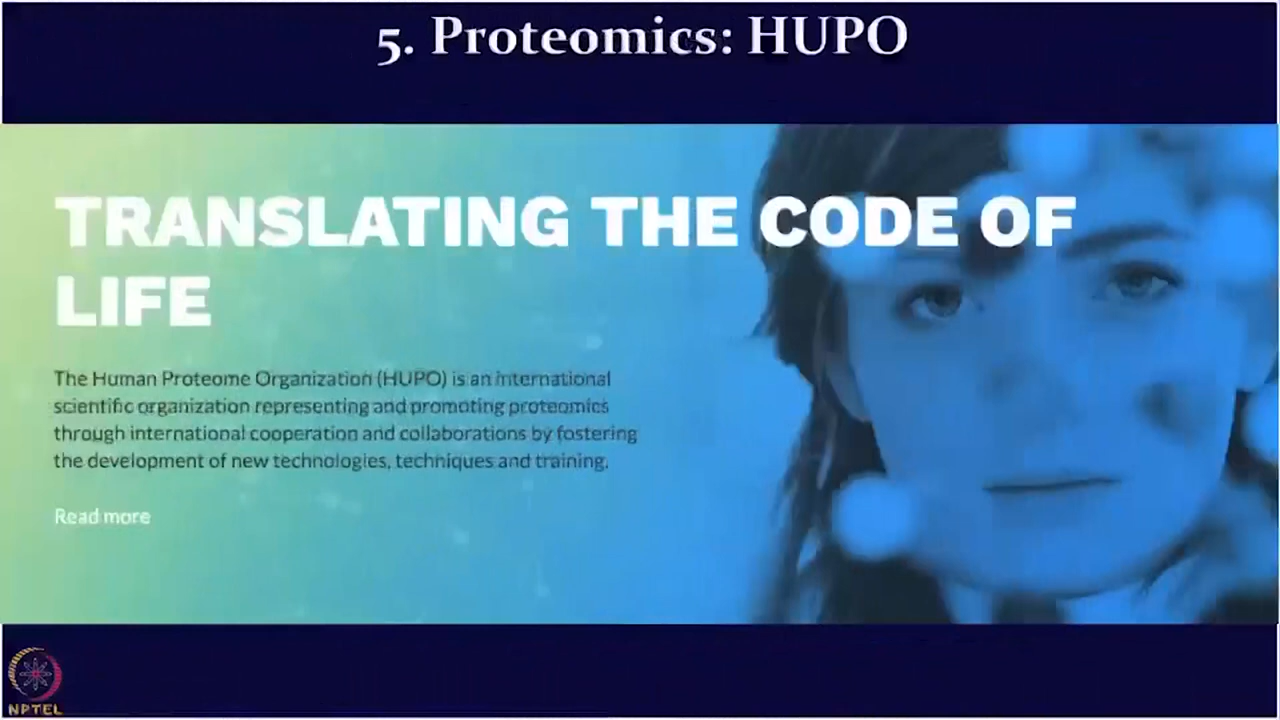 5. Proteomics: HUPO
TRANSLATING THE CODE OF
LIFE
The Human Proteome Organization (HUPO) is an international
scientific organization representing and promoting proteomics
through international cooperation and collaborations by fostering
the development of new technologies, techniques and training.
Read more
NPTEL